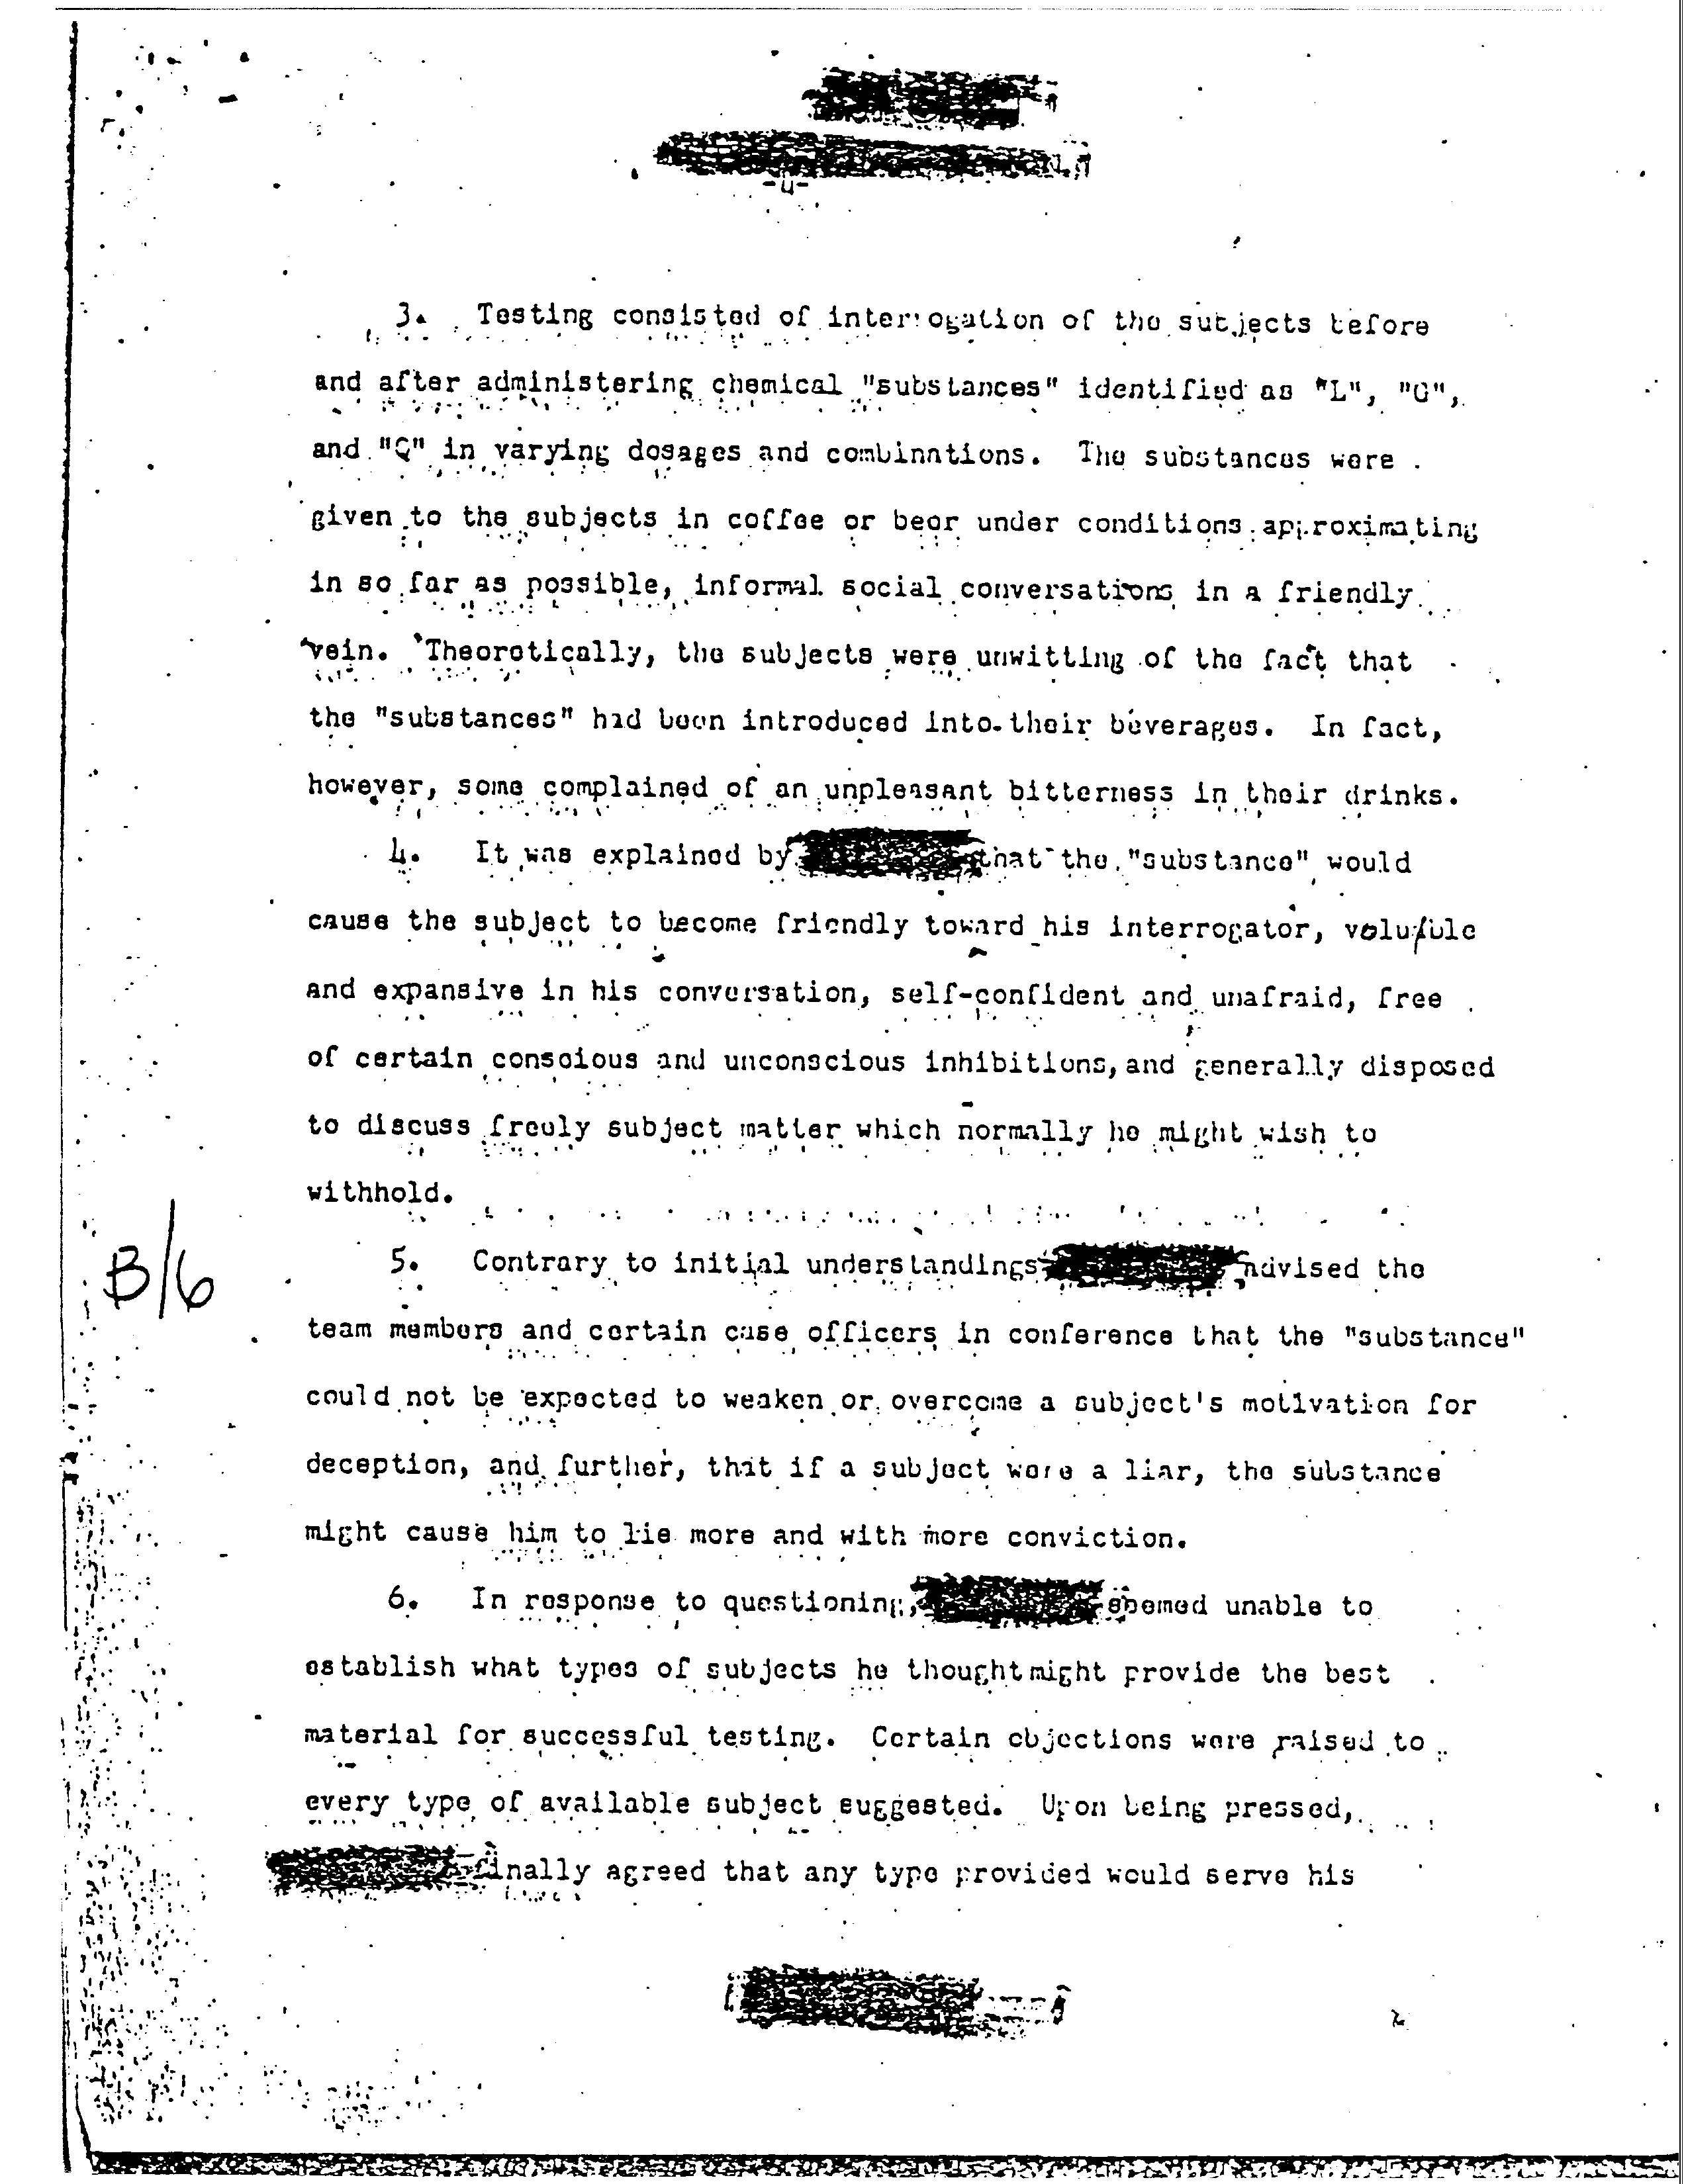 -4-
3. Testing consisted of interrogation of the subjects before
and after administering chemical "substances" identified as "L", "G",
and "Q" in varying dosages and combinations. The substances were
given to the subjects in coffee or beer under conditions approximating
in so far as possible, informal social conversations in a friendly
vein. Theoretically, the subjects were unwitting of the fact that
the "substances" had been introduced into their beverages. In fact,
however, some complained of an unpleasant bitterness in their drinks.
4. It was explained by that the "substance" would
cause the subject to become friendly toward his interrogator, voluble
and expansive in his conversation, self-confident and unafraid, free
of certain conscious and unconscious inhibitions, and generally disposed
to discuss freely subject matter which normally he might wish to
withhold.
B/6
5. Contrary to initial understandings advised the
team members and certain case officers in conference that the "substance"
could not be expected to weaken or overcome a subject's motivation for
deception, and further, that if a subject were a liar, the substance
might cause him to lie more and with more conviction.
6. In response to questioning, seemed unable to
establish what types of subjects he thought might provide the best
material for successful testing. Certain objections were raised to
every type of available subject suggested. Upon being pressed,
finally agreed that any type provided would serve his